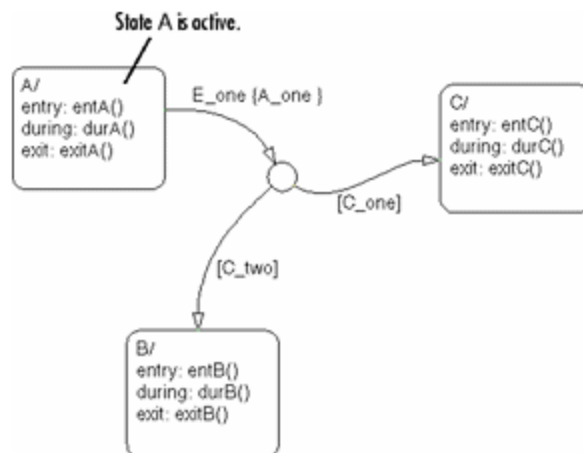 State A is active.
A/
entry: entA()
during: durA()
exit: exitA()
E_one {A_one }
C/
entry: entC()
during: durC()
exit: exitC()
[C_one]
[C_two]
B/
entry: entB()
during: durB()
exit: exitB()